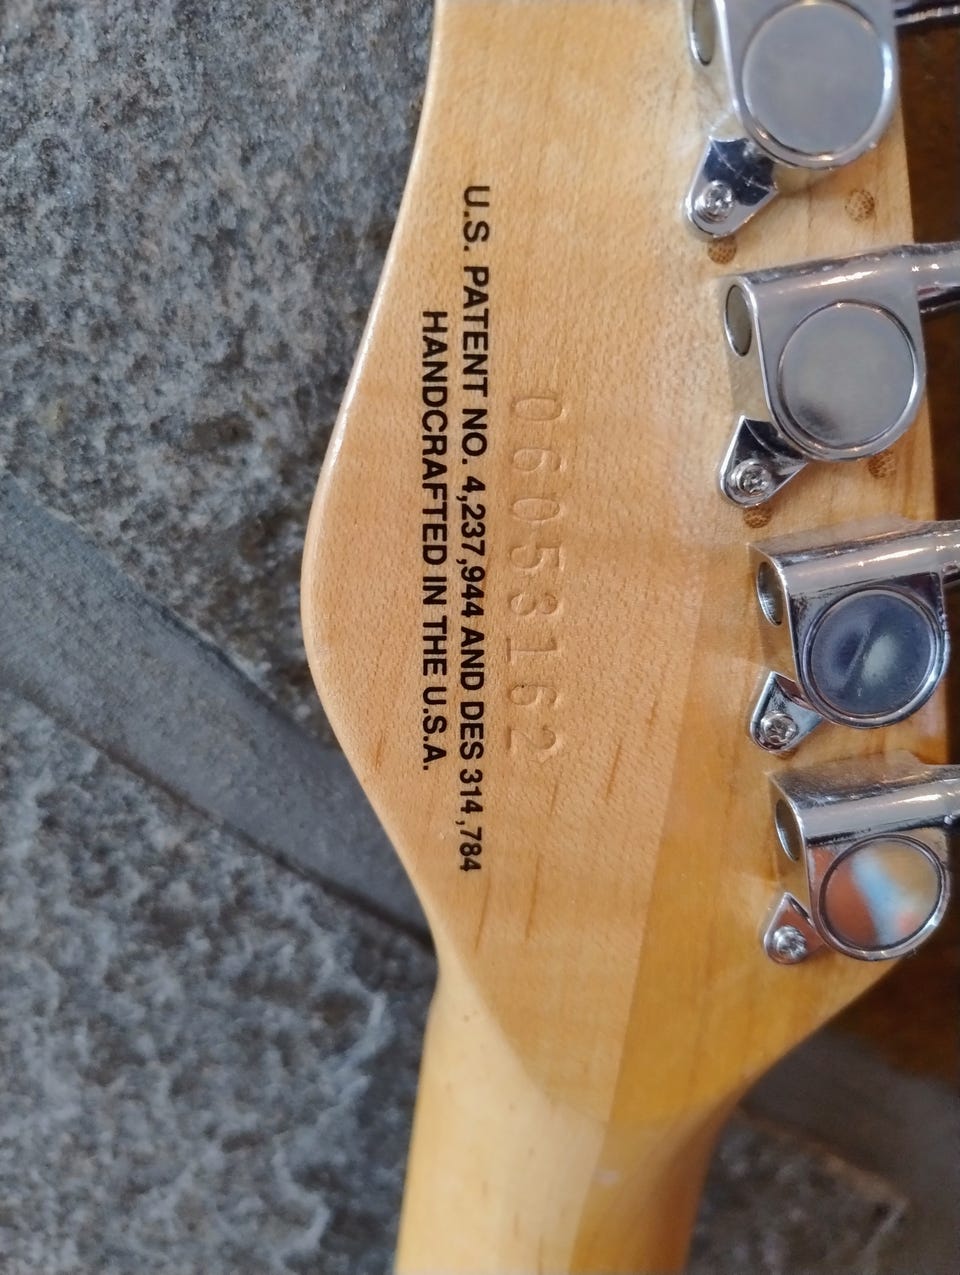 06053162
U.S. PATENT NO. 4,237,944 AND DES 314,784
HANDCRAFTED IN THE U.S.A.